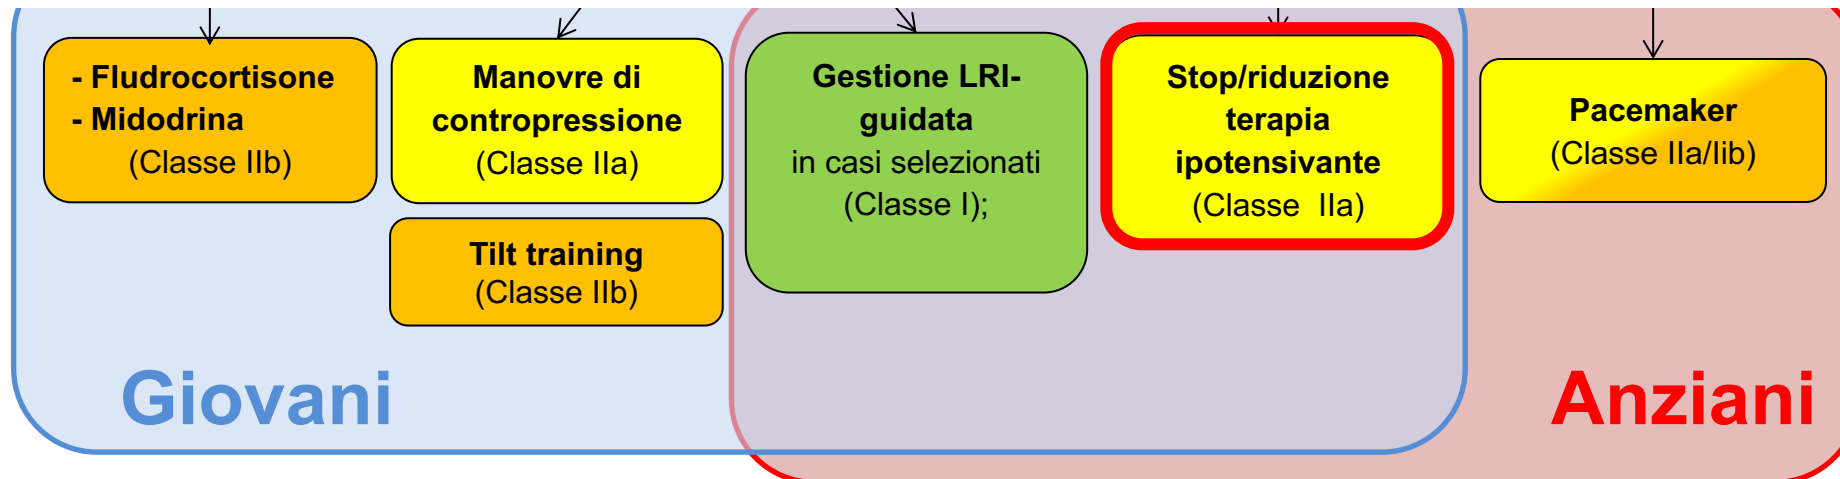 - Fludrocortisone
- Midodrina
(Classe IIb)
Manovre di
contropressione
(Classe IIa)
Tilt training
(Classe IIb)
Gestione LRI-
guidata
in casi selezionati
(Classe I);
Stop/riduzione
terapia
ipotensivante
(Classe IIa)
Pacemaker
(Classe IIa/Iib)
Giovani
Anziani